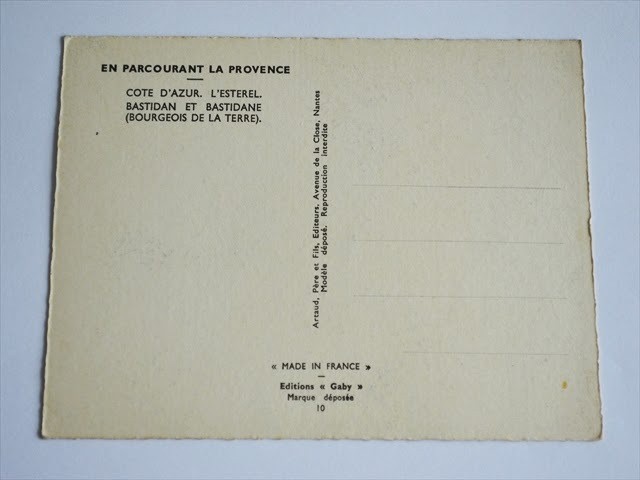 EN PARCOURANT LA PROVENCE
COTE D'AZUR. L'ESTEREL.
BASTIDAN ET BASTIDANE
(BOURGEOIS DE LA TERRE).
Artaud, Père et Fils, Editeurs, Avenue de la Close, Nantes
Modèle déposé. Reproduction interdite
« MADE IN FRANCE »
Editions « Gaby »
Marque déposée
10